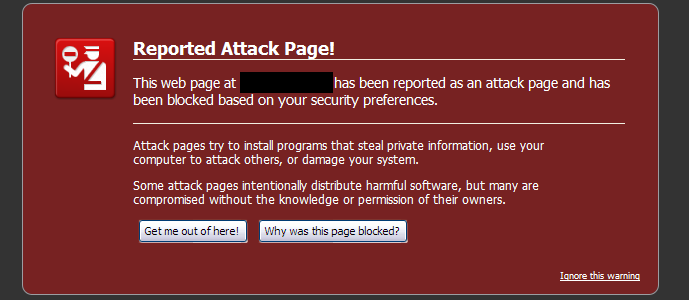 Reported Attack Page!
This web page at has been reported as an attack page and has
been blocked based on your security preferences.
Attack pages try to install programs that steal private information, use your
computer to attack others, or damage your system.
Some attack pages intentionally distribute harmful software, but many are
compromised without the knowledge or permission of their owners.
Get me out of here!
Why was this page blocked?
Ignore this warning